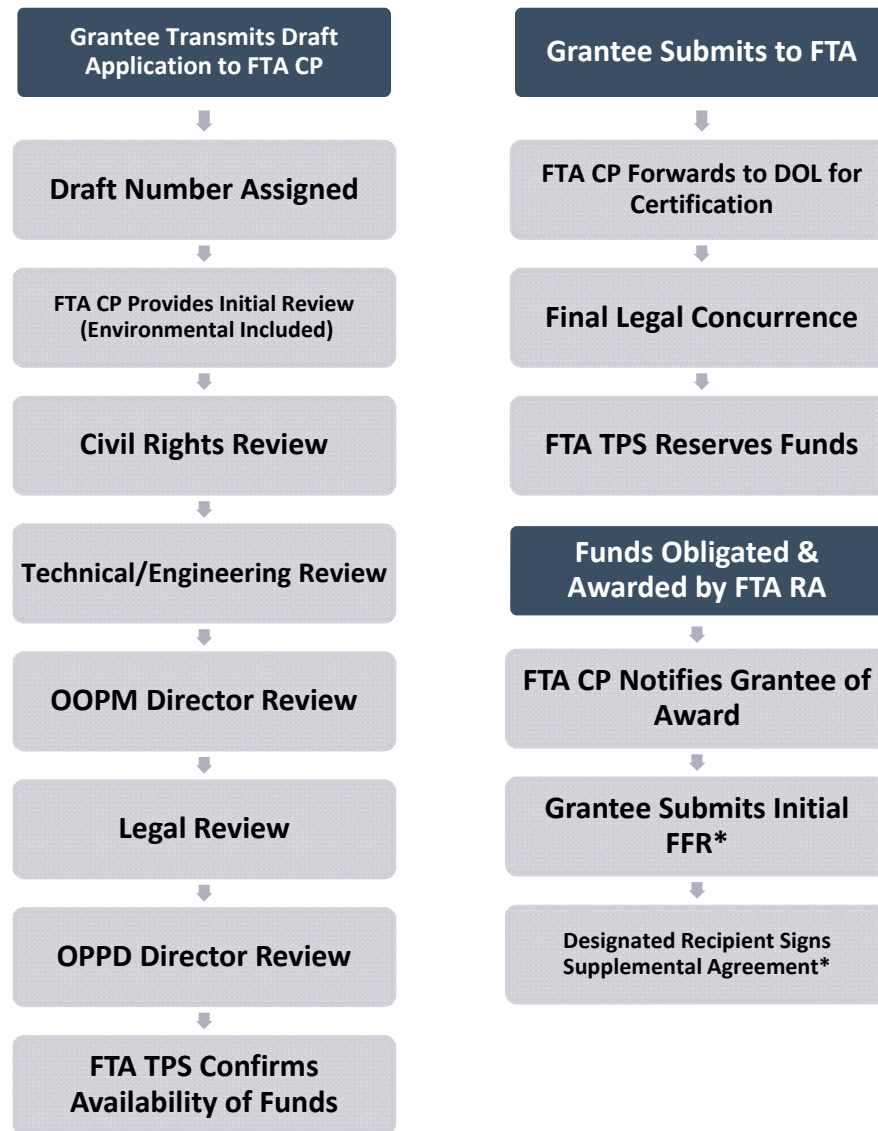 Grantee Transmits Draft
Application to FTA CP
Draft Number Assigned
FTA CP Provides Initial Review
(Environmental Included)
Civil Rights Review
Technical/Engineering Review
OOPM Director Review
Legal Review
OPPD Director Review
FTA TPS Confirms
Availability of Funds
Grantee Submits to FTA
FTA CP Forwards to DOL for
Certification
Final Legal Concurrence
FTA TPS Reserves Funds
Funds Obligated &
Awarded by FTA RA
FTA CP Notifies Grantee of
Award
Grantee Submits Initial
FFR*
Designated Recipient Signs
Supplemental Agreement*